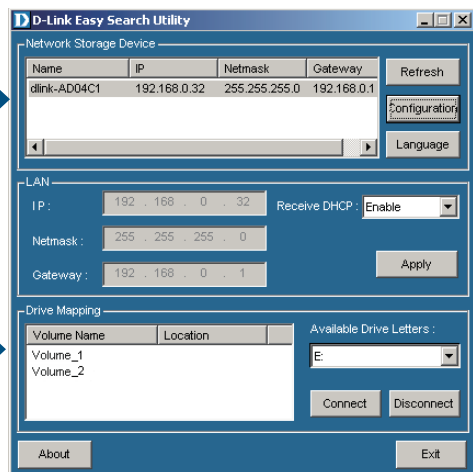 D-Link Easy Search Utility
Network Storage Device
Name IP Netmask Gateway
dlink-AD04C1 192.168.0.32 255.255.255.0 192.168.0.1
Refresh
Configuration
Language
LAN
IP: 192 . 168 . 0 . 32 Receive DHCP : Enable
Netmask : 255 . 255 . 255 . 0
Gateway : 192 . 168 . 0 . 1
Apply
Drive Mapping
Volume Name Location Available Drive Letters :
Volume_1 E:
Volume_2
Connect Disconnect
About Exit